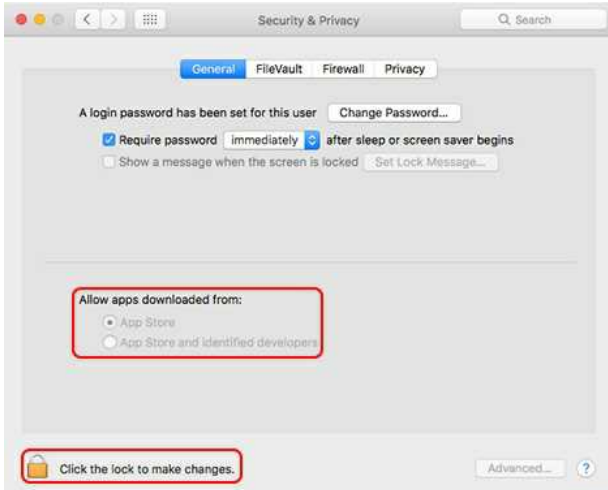 Security & Privacy
Search
General FileVault Firewall Privacy
A login password has been set for this user Change Password...
Require password immediately after sleep or screen saver begins
Show a message when the screen is locked Set Lock Message...
Allow apps downloaded from:
App Store
App Store and identified developers
Click the lock to make changes.
Advanced... ?